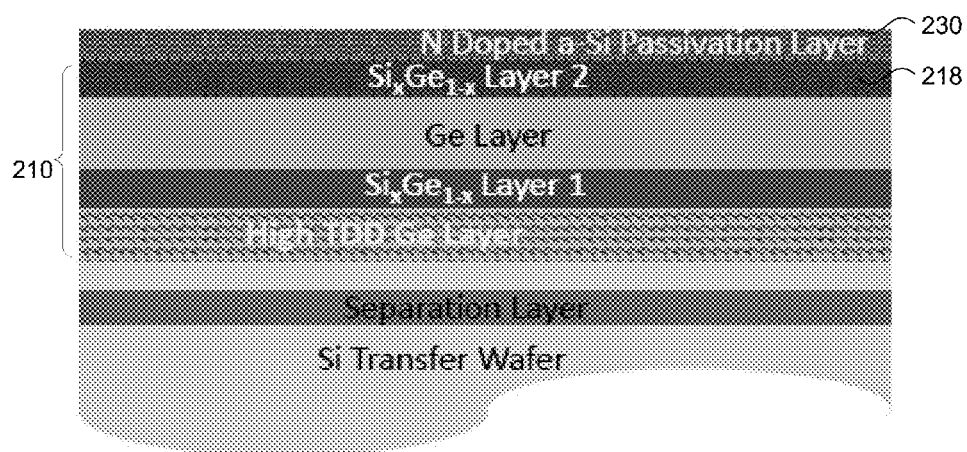 230
N Doped a-Si Passivation Layer
SiₓGe₁₋ₓ Layer 2
218
Ge Layer
210
SiₓGe₁₋ₓ Layer 1
High TDD Ge Layer
Separation Layer
Si Transfer Wafer